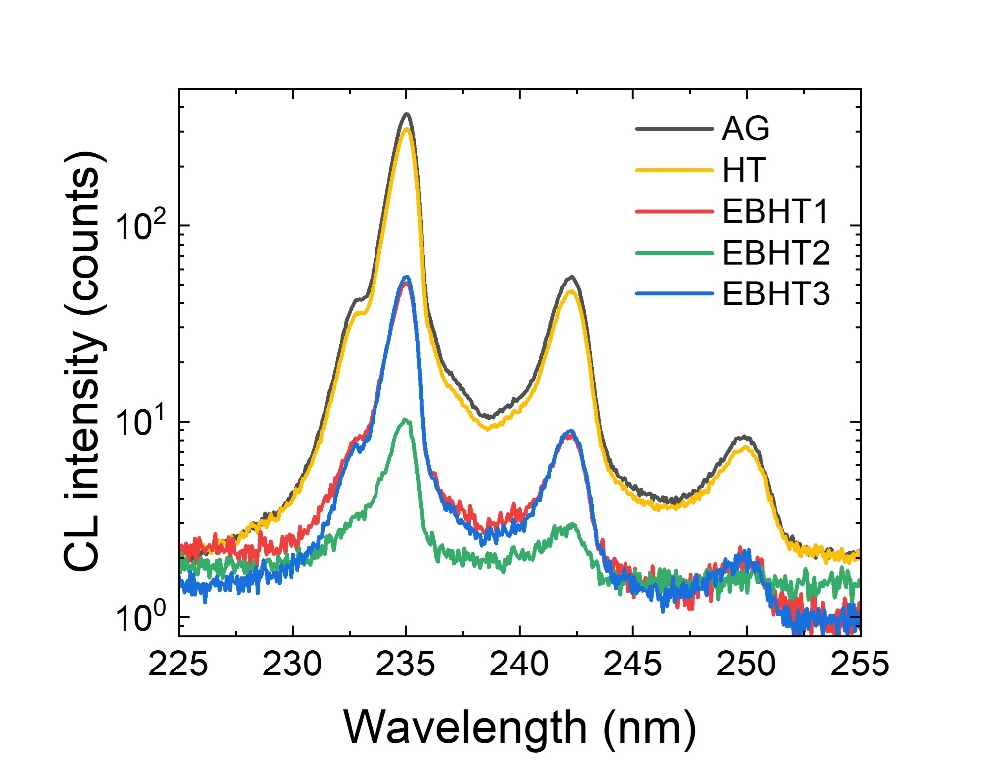 AG
HT
EBHT1
EBHT2
EBHT3
CL intensity (counts)
10²
10¹
10⁰
225 230 235 240 245 250 255
Wavelength (nm)